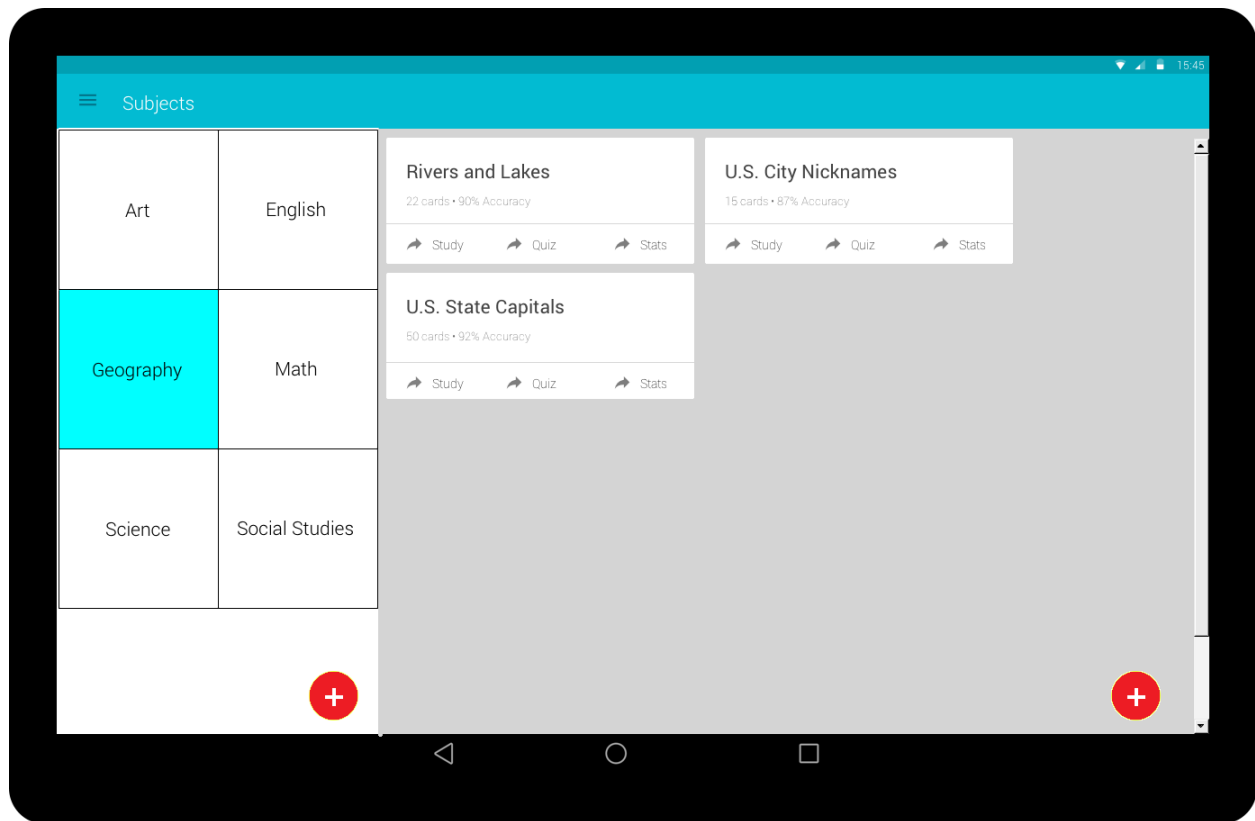 15:45
Subjects
Art
English
Geography
Math
Science
Social Studies
Rivers and Lakes
22 cards • 90% Accuracy
Study Quiz Stats
U.S. City Nicknames
15 cards • 87% Accuracy
Study Quiz Stats
U.S. State Capitals
50 cards • 92% Accuracy
Study Quiz Stats